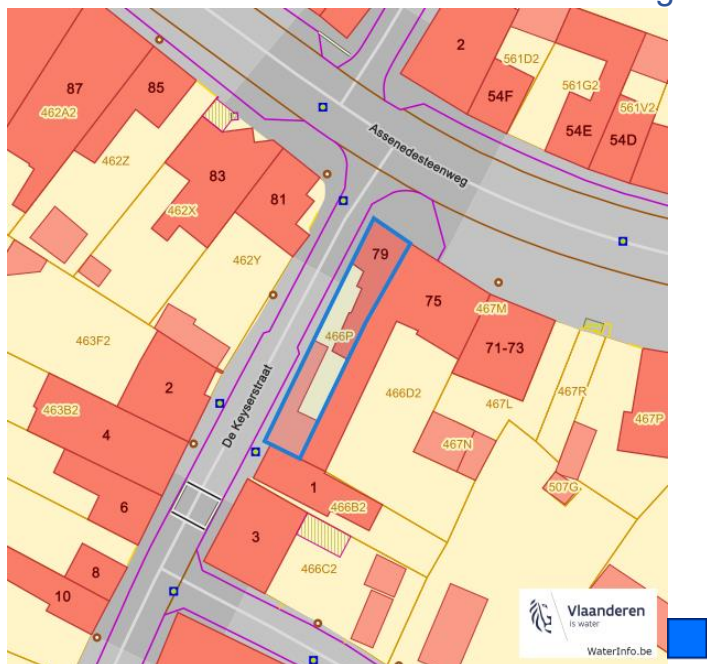 2
561D2
54F
561G2
54E
561V2
54D
87
462A2
85
462Z
Assenedesteenweg
83
462X
81
462Y
79
466P
75
467M
71-73
463F2
2
De Keyserstraat
466D2
467L
467R
467P
463B2
4
467N
6
1
466B2
507G
3
466C2
8
10
Vlaanderen
is water
WaterInfo.be